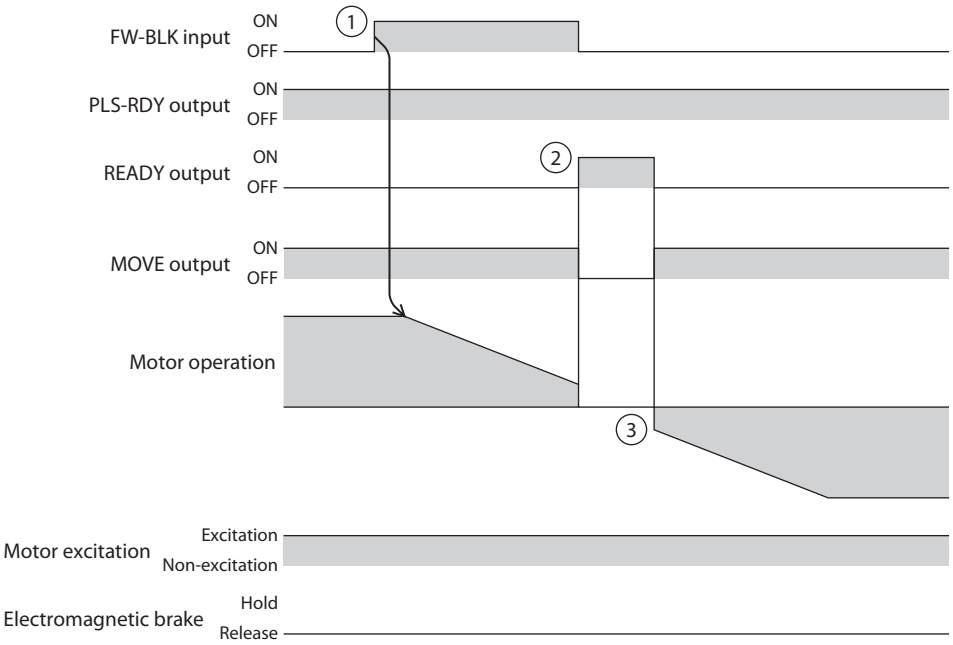 FW-BLK input
ON
OFF
1
PLS-RDY output
ON
OFF
READY output
ON
OFF
2
MOVE output
ON
OFF
Motor operation
3
Motor excitation
Excitation
Non-excitation
Electromagnetic brake
Hold
Release